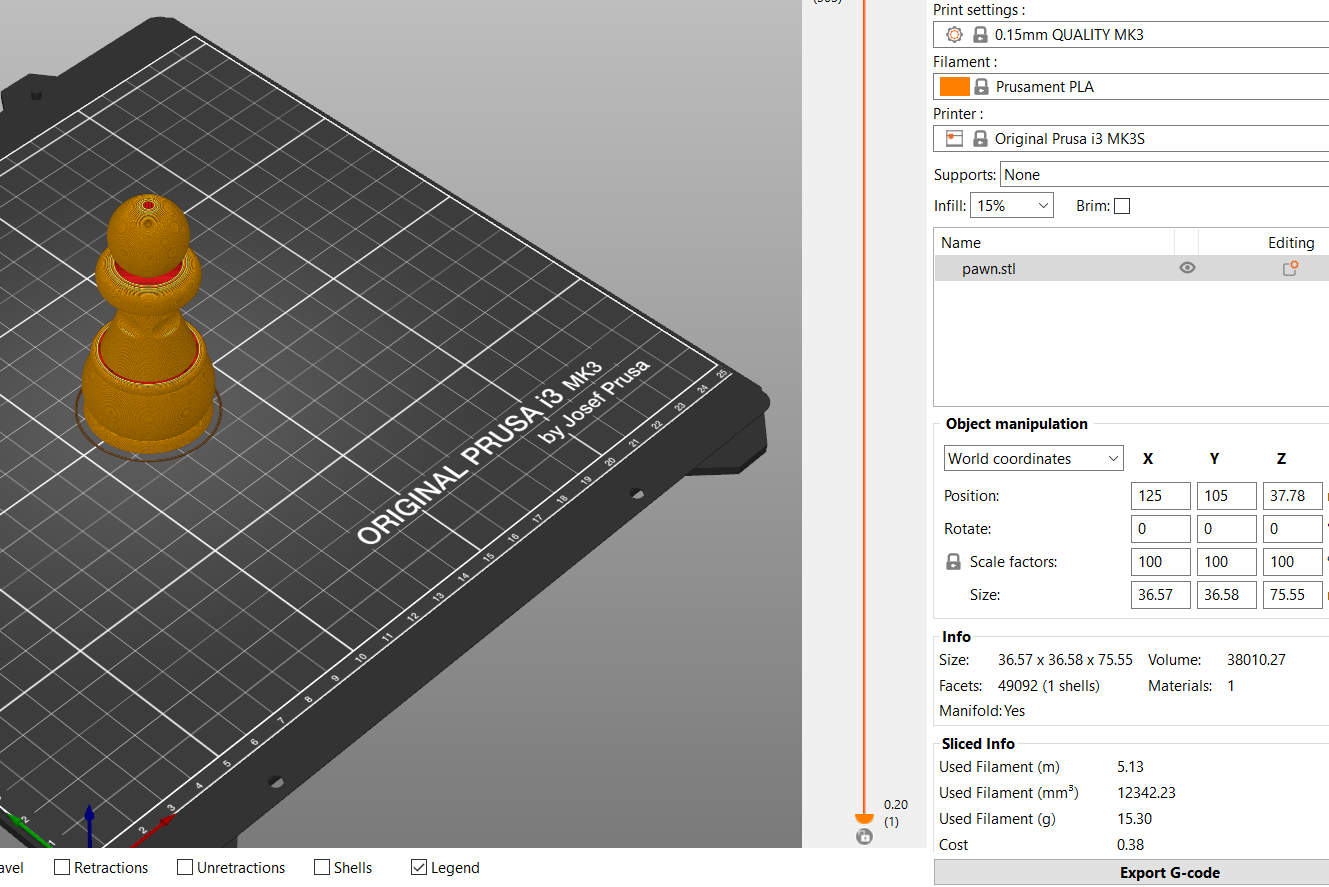 Print settings :
0.15mm QUALITY MK3
Filament :
Prusament PLA
Printer :
Original Prusa i3 MK3S
Supports: None
Infill: 15% Brim:
Name Editing
pawn.stl
Object manipulation
World coordinates X Y Z
Position: 125 105 37.78
Rotate: 0 0 0
Scale factors: 100 100 100
Size: 36.57 36.58 75.55
Info
Size: 36.57 x 36.58 x 75.55 Volume: 38010.27
Facets: 49092 (1 shells) Materials: 1
Manifold: Yes
Sliced Info
Used Filament (m) 5.13
Used Filament (mm³) 12342.23
Used Filament (g) 15.30
Cost 0.38
Export G-code
ORIGINAL PRUSA i3 MK3
by Josef Prusa
1
2
2 3 4 5 6 7 8 9 10 11 12 13 14 15 16 17 18 19 20 21 22 23 24 25
0.20
(1)
Retractions Unretractions Shells Legend